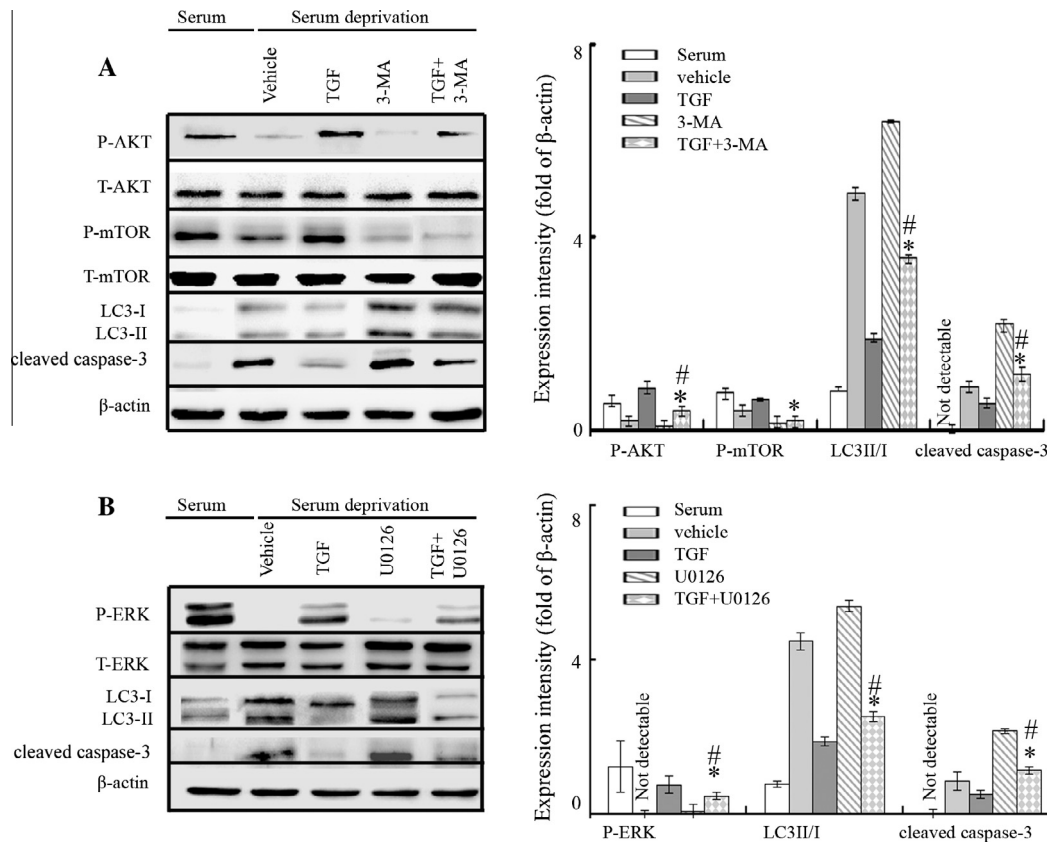 A
Serum
Serum deprivation
Vehicle
TGF
3-MA
TGF+
3-MA
P-AKT
T-AKT
P-mTOR
T-mTOR
LC3-I
LC3-II
cleaved caspase-3
β-actin
Expression intensity (fold of β-actin)
8
4
0
Serum
vehicle
TGF
3-MA
TGF+3-MA
#
*
*
#
*
Not detectable
#
*
P-AKT
P-mTOR
LC3II/I
cleaved caspase-3
B
Serum
Serum deprivation
Vehicle
TGF
U0126
TGF+
U0126
P-ERK
T-ERK
LC3-I
LC3-II
cleaved caspase-3
β-actin
Expression intensity (fold of β-actin)
8
4
0
Serum
vehicle
TGF
U0126
TGF+U0126
Not detectable
#
*
#
*
Not detectable
#
*
P-ERK
LC3II/I
cleaved caspase-3